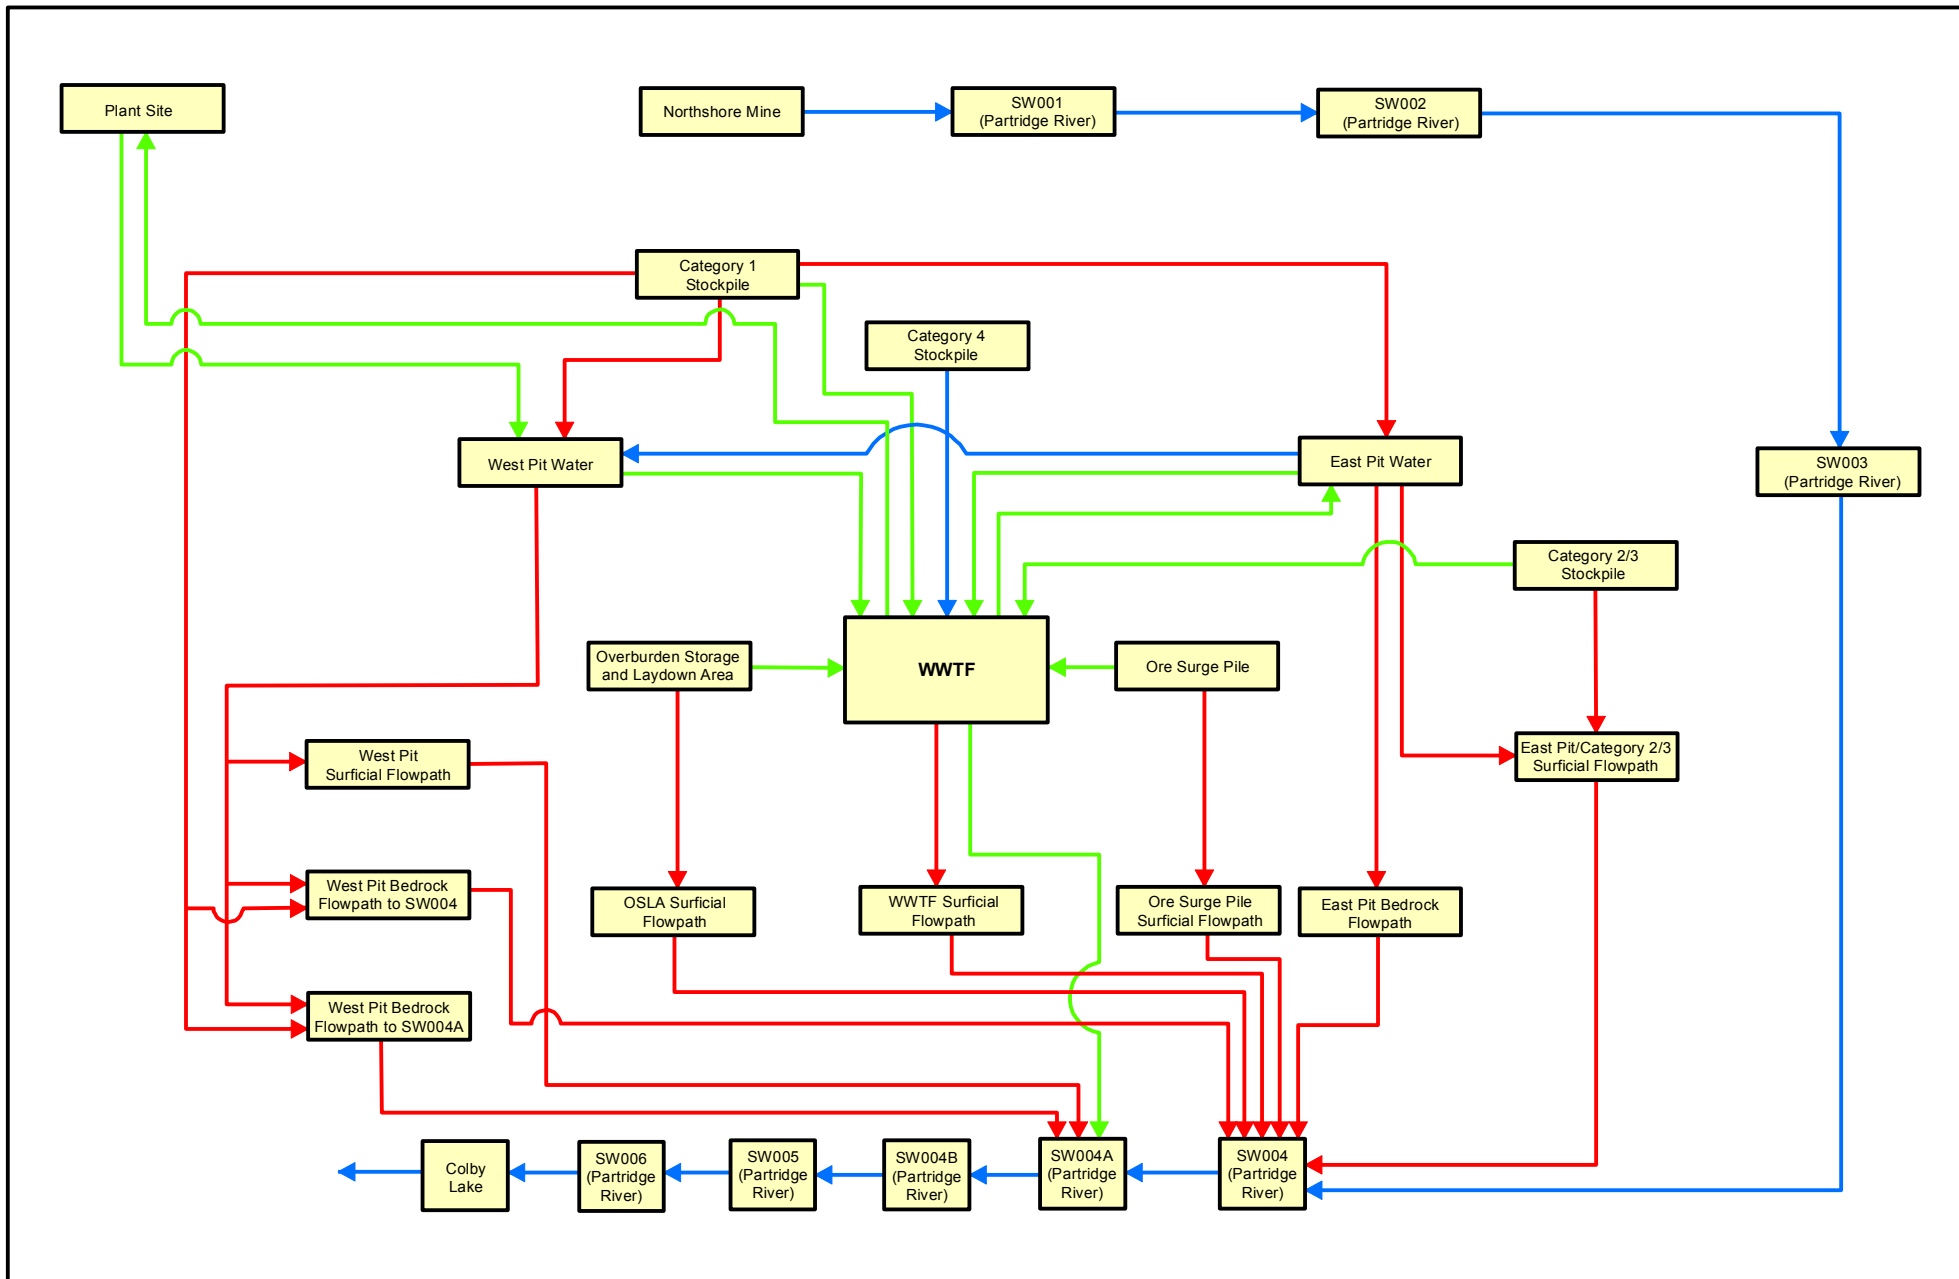 Plant Site
Northshore Mine
SW001
(Partridge River)
SW002
(Partridge River)
Category 1
Stockpile
Category 4
Stockpile
West Pit Water
East Pit Water
SW003
(Partridge River)
Category 2/3
Stockpile
Overburden Storage
and Laydown Area
WWTF
Ore Surge Pile
West Pit
Surficial Flowpath
East Pit/Category 2/3
Surficial Flowpath
West Pit Bedrock
Flowpath to SW004
OSLA Surficial
Flowpath
WWTF Surficial
Flowpath
Ore Surge Pile
Surficial Flowpath
East Pit Bedrock
Flowpath
West Pit Bedrock
Flowpath to SW004A
Colby
Lake
SW006
(Partridge
River)
SW005
(Partridge
River)
SW004B
(Partridge
River)
SW004A
(Partridge
River)
SW004
(Partridge
River)